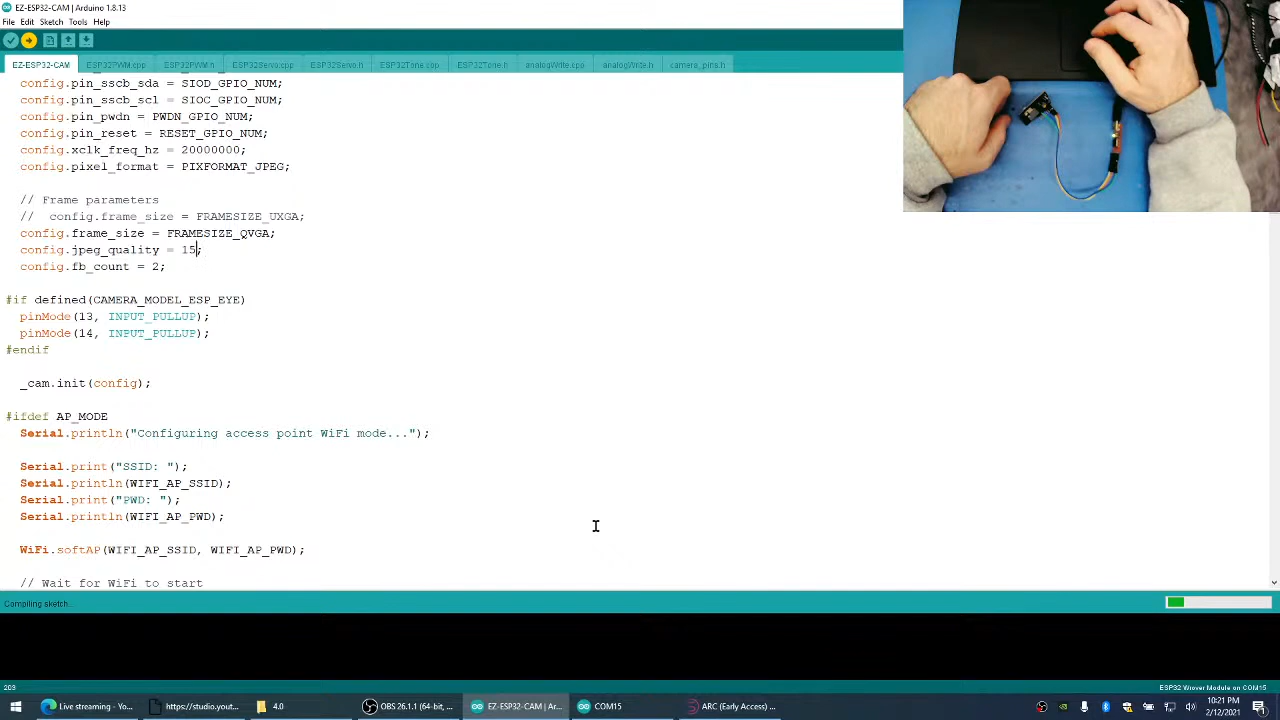 EZ-ESP32-CAM | Arduino 1.8.13
File Edit Sketch Tools Help
EZ-ESP32-CAM ESP32PWM.cpp ESP32PWM.h ESP32Servo.cpp ESP32Servo.h ESP32Tone.cpp ESP32Tone.h analogWrite.cpp analogWrite.h camera_pins.h
config.pin_sscb_sda = SIOD_GPIO_NUM;
config.pin_sscb_scl = SIOC_GPIO_NUM;
config.pin_pwdn = PWDN_GPIO_NUM;
config.pin_reset = RESET_GPIO_NUM;
config.xclk_freq_hz = 20000000;
config.pixel_format = PIXFORMAT_JPEG;
// Frame parameters
//  config.frame_size = FRAMESIZE_UXGA;
config.frame_size = FRAMESIZE_QVGA;
config.jpeg_quality = 15;
config.fb_count = 2;
#if defined(CAMERA_MODEL_ESP_EYE)
pinMode(13, INPUT_PULLUP);
pinMode(14, INPUT_PULLUP);
#endif
_cam.init(config);
#ifdef AP_MODE
Serial.println("Configuring access point WiFi mode...");
Serial.print("SSID: ");
Serial.println(WIFI_AP_SSID);
Serial.print("PWD: ");
Serial.println(WIFI_AP_PWD);
WiFi.softAP(WIFI_AP_SSID, WIFI_AP_PWD);
// Wait for WiFi to start
Compiling sketch...
203 ESP32 Wrover Module on COM15
Live streaming - Yo... https://studio.yout... 4.0 OBS 26.1.1 (64-bit, ... EZ-ESP32-CAM | Ar... COM15 ARC (Early Access) ... 10:21 PM
2/12/2021